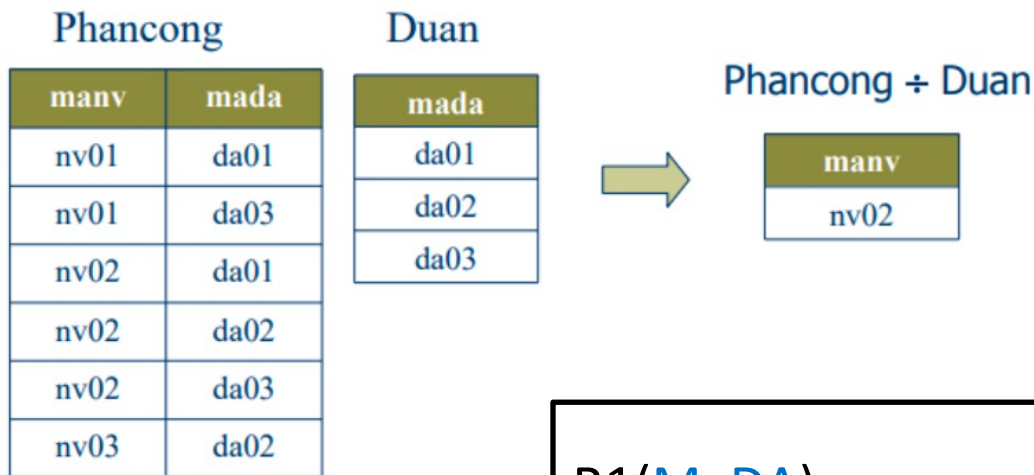 Phancong
manv mada
nv01 da01
nv01 da03
nv02 da01
nv02 da02
nv02 da03
nv03 da02
Duan
mada
da01
da02
da03
Phancong ÷ Duan
manv
nv02